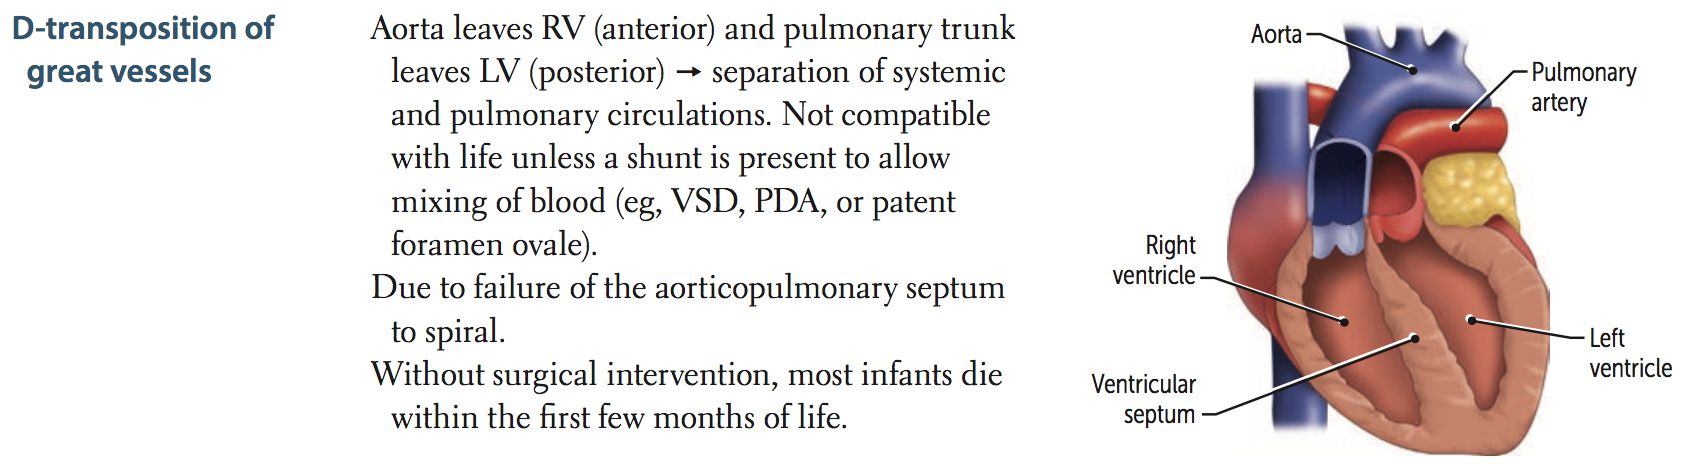 D-transposition of
great vessels
Aorta leaves RV (anterior) and pulmonary trunk
leaves LV (posterior) → separation of systemic
and pulmonary circulations. Not compatible
with life unless a shunt is present to allow
mixing of blood (eg, VSD, PDA, or patent
foramen ovale).
Due to failure of the aorticopulmonary septum
to spiral.
Without surgical intervention, most infants die
within the first few months of life.
Aorta
Pulmonary
artery
Right
ventricle
Left
ventricle
Ventricular
septum